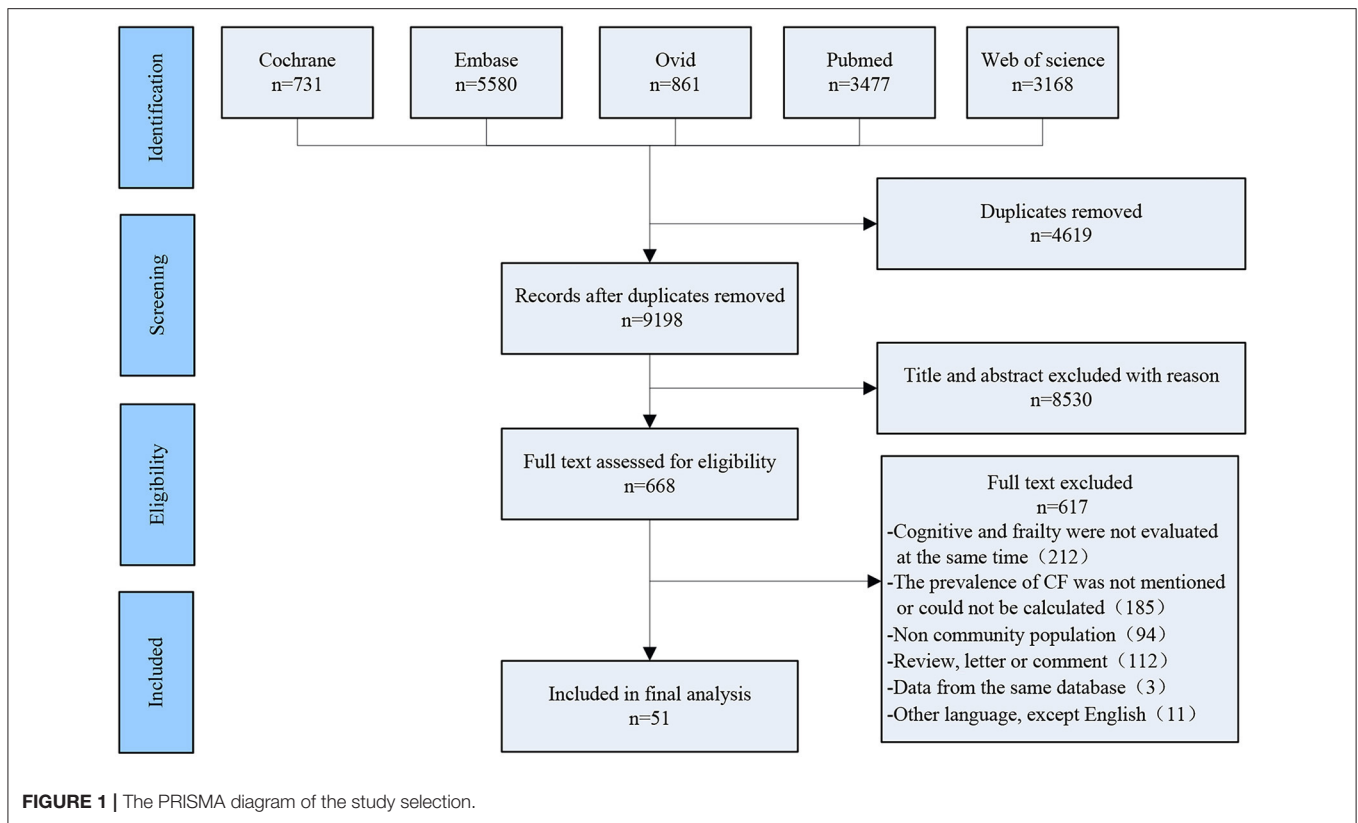 Identification
Cochrane
n=731
Embase
n=5580
Ovid
n=861
Pubmed
n=3477
Web of science
n=3168
Duplicates removed
n=4619
Screening
Records after duplicates removed
n=9198
Title and abstract excluded with reason
n=8530
Eligibility
Full text assessed for eligibility
n=668
Full text excluded
n=617
-Cognitive and frailty were not evaluated
at the same time（212）
-The prevalence of CF was not mentioned
or could not be calculated（185）
-Non community population（94）
-Review, letter or comment（112）
-Data from the same database（3）
-Other language, except English（11）
Included
Included in final analysis
n=51
FIGURE 1 | The PRISMA diagram of the study selection.